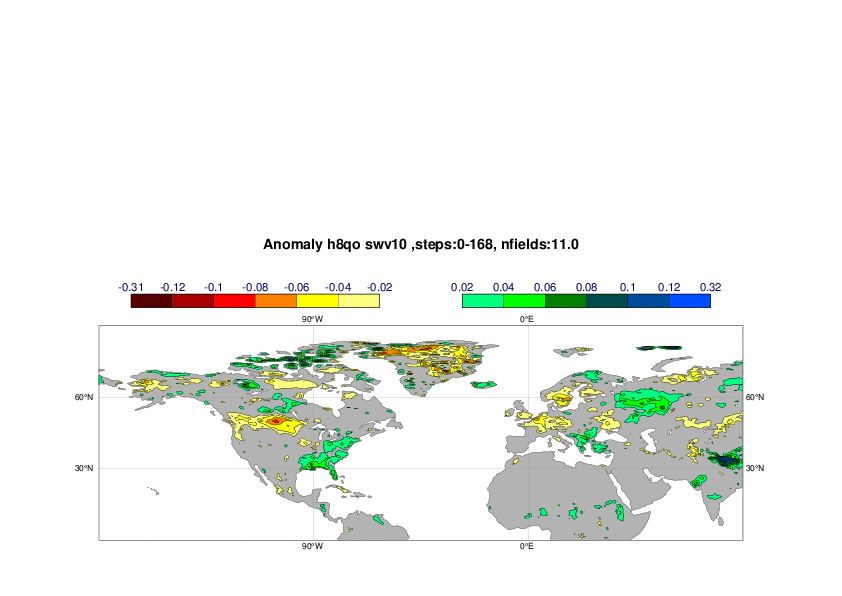 Anomaly h8qo swv10 ,steps:0-168, nfields:11.0
-0.31 -0.12 -0.1 -0.08 -0.06 -0.04 -0.02 0.02 0.04 0.06 0.08 0.1 0.12 0.32
90°W 0°E
60°N 60°N
30°N 30°N
90°W 0°E